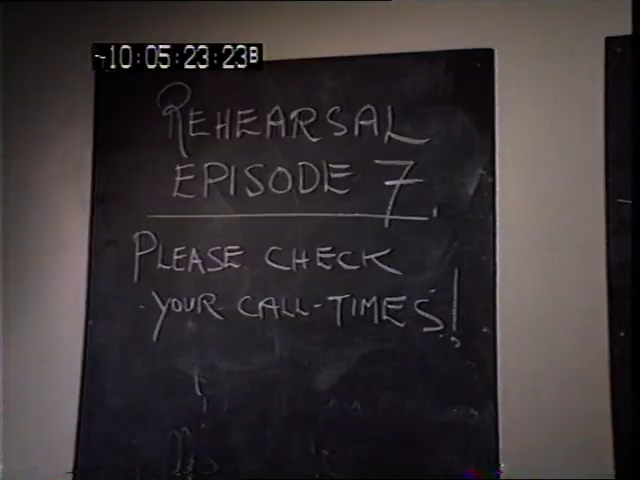 ~10:05:23:23B
REHEARSAL
EPISODE 7
PLEASE CHECK
YOUR CALL-TIMES!